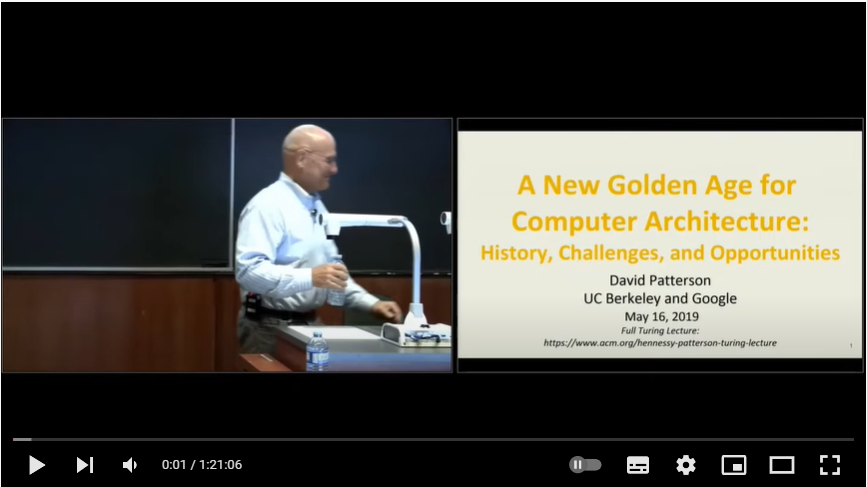 A New Golden Age for
Computer Architecture:
History, Challenges, and Opportunities
David Patterson
UC Berkeley and Google
May 16, 2019
Full Turing Lecture:
https://www.acm.org/hennessy-patterson-turing-lecture
1
0:01 / 1:21:06